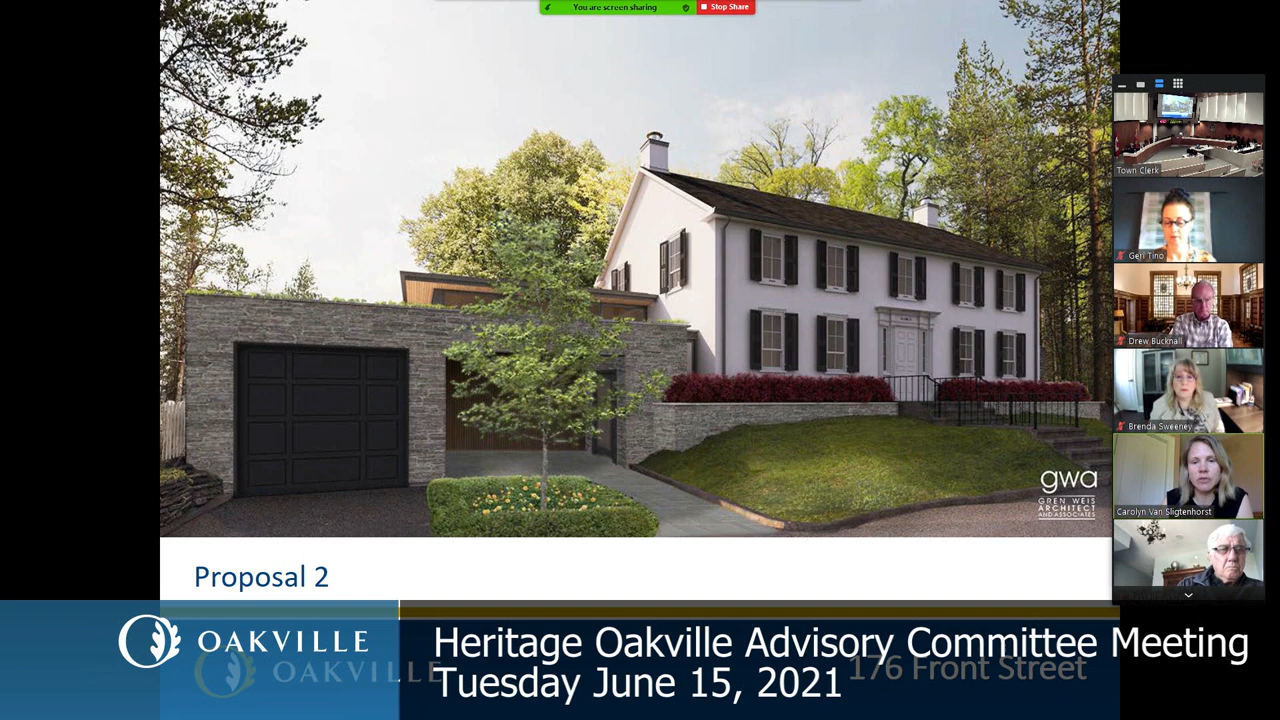 You are screen sharing
Stop Share
Town Clerk
Geri Tino
Drew Bucknall
Brenda Sweeney
Carolyn Van Sligtenhorst
gwa
GREN WEIS
ARCHITECT
AND ASSOCIATES
Proposal 2
OAKVILLE
OAKVILLE
Heritage Oakville Advisory Committee Meeting
176 Front Street
Tuesday June 15, 2021